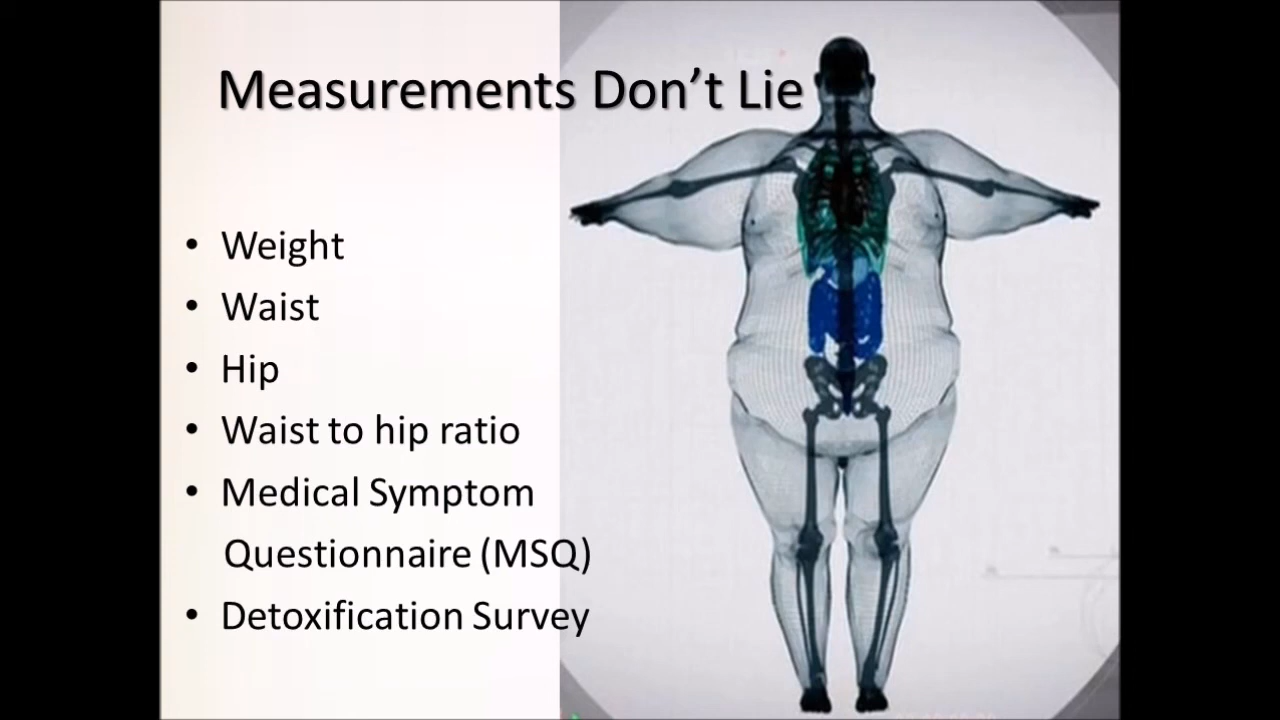 Measurements Don’t Lie
• Weight
• Waist
• Hip
• Waist to hip ratio
• Medical Symptom
Questionnaire (MSQ)
• Detoxification Survey